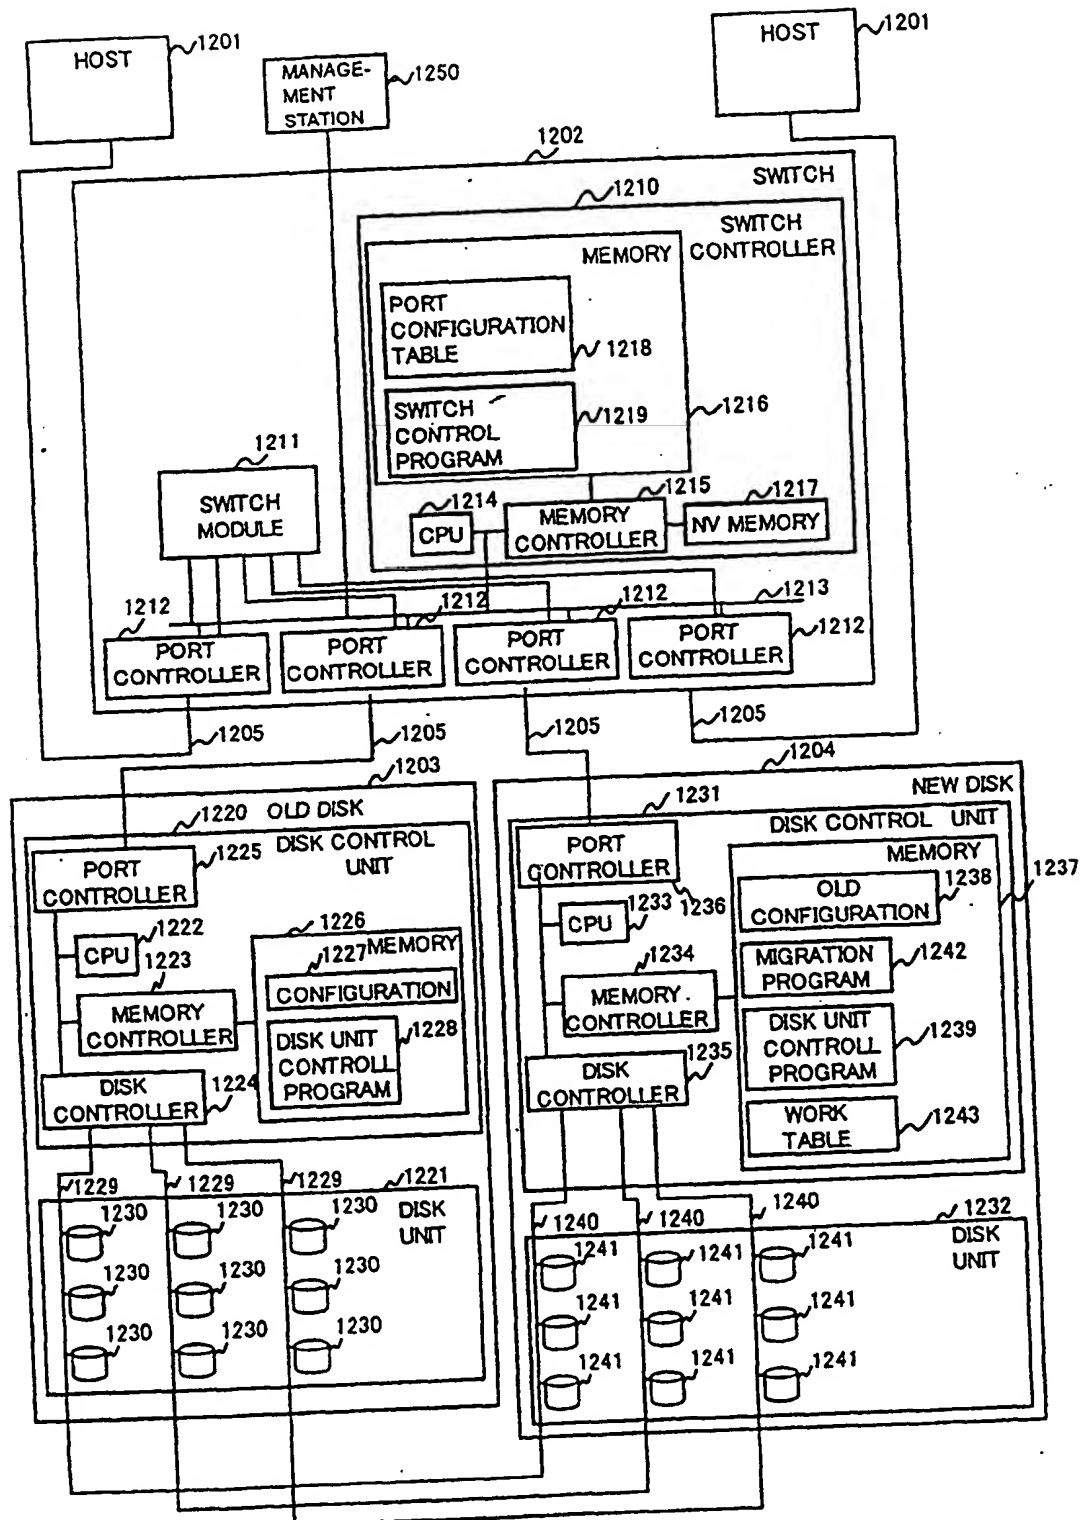 HOST
1201
MANAGE-
MENT
STATION
1250
HOST
1201
1202
SWITCH
1210
SWITCH
CONTROLLER
MEMORY
PORT
CONFIGURATION
TABLE
1218
SWITCH
CONTROL
PROGRAM
1219
1216
1211
SWITCH
MODULE
1214
CPU
1215
MEMORY
CONTROLLER
1217
NV MEMORY
1212
1212
1212
1213
1212
PORT
CONTROLLER
PORT
CONTROLLER
PORT
CONTROLLER
PORT
CONTROLLER
1205
1205
1205
1205
1203
OLD DISK
1220
DISK CONTROL
UNIT
PORT
CONTROLLER
1225
CPU
1222
1223
MEMORY
CONTROLLER
1226
MEMORY
1227
CONFIGURATION
DISK UNIT
CONTROLL
PROGRAM
1228
DISK
CONTROLLER
1224
1229
1229
1229
1221
DISK
UNIT
1230
1230
1230
1230
1230
1230
1230
1230
1230
1204
NEW DISK
1231
DISK CONTROL UNIT
PORT
CONTROLLER
1236
CPU
1233
1234
MEMORY
CONTROLLER
MEMORY
1237
OLD
CONFIGURATION
1238
MIGRATION
PROGRAM
1242
DISK UNIT
CONTROLL
PROGRAM
1239
WORK
TABLE
1243
DISK
CONTROLLER
1235
1240
1240
1240
1232
DISK
UNIT
1241
1241
1241
1241
1241
1241
1241
1241
1241